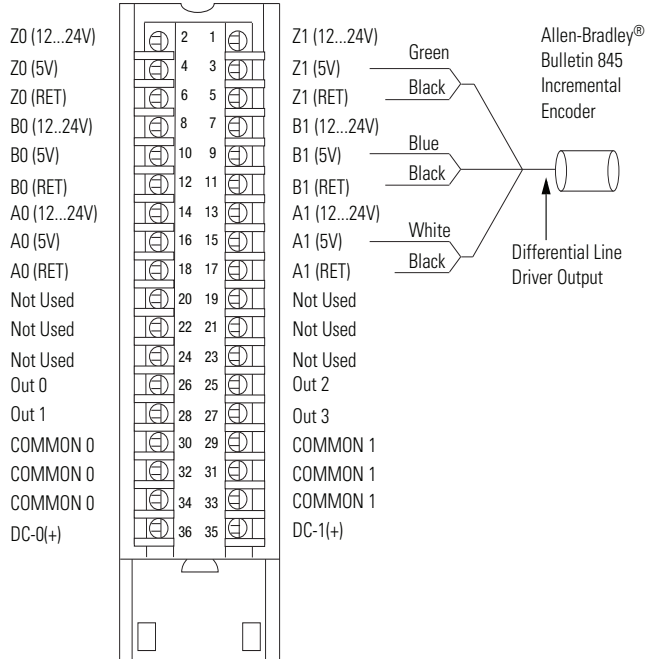 Z0 (12...24V) 2 1 Z1 (12...24V)
Z0 (5V) 4 3 Z1 (5V) Green
Z0 (RET) 6 5 Z1 (RET) Black
B0 (12..24V) 8 7 B1 (12..24V)
B0 (5V) 10 9 B1 (5V) Blue
B0 (RET) 12 11 B1 (RET) Black
A0 (12...24V) 14 13 A1 (12...24V)
A0 (5V) 16 15 A1 (5V) White
A0 (RET) 18 17 A1 (RET) Black
Not Used 20 19 Not Used
Not Used 22 21 Not Used
Not Used 24 23 Not Used
Out 0 26 25 Out 2
Out 1 28 27 Out 3
COMMON 0 30 29 COMMON 1
COMMON 0 32 31 COMMON 1
COMMON 0 34 33 COMMON 1
DC-0(+) 36 35 DC-1(+)
Allen-Bradley®
Bulletin 845
Incremental
Encoder
Differential Line
Driver Output